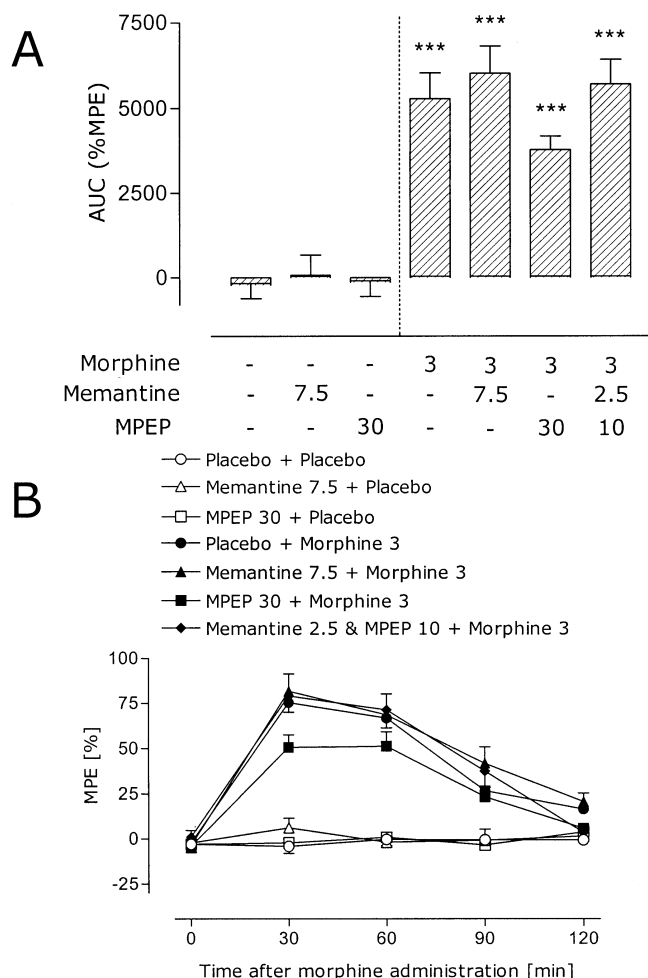 A
7500
5000
2500
0
AUC (%MPE)
*** *** *** ***
Morphine - - - 3 3 3 3
Memantine - 7.5 - - 7.5 - 2.5
MPEP - - 30 - - 30 10
B
Placebo + Placebo
Memantine 7.5 + Placebo
MPEP 30 + Placebo
Placebo + Morphine 3
Memantine 7.5 + Morphine 3
MPEP 30 + Morphine 3
Memantine 2.5 & MPEP 10 + Morphine 3
100
75
50
25
0
-25
MPE [%]
0 30 60 90 120
Time after morphine administration [min]